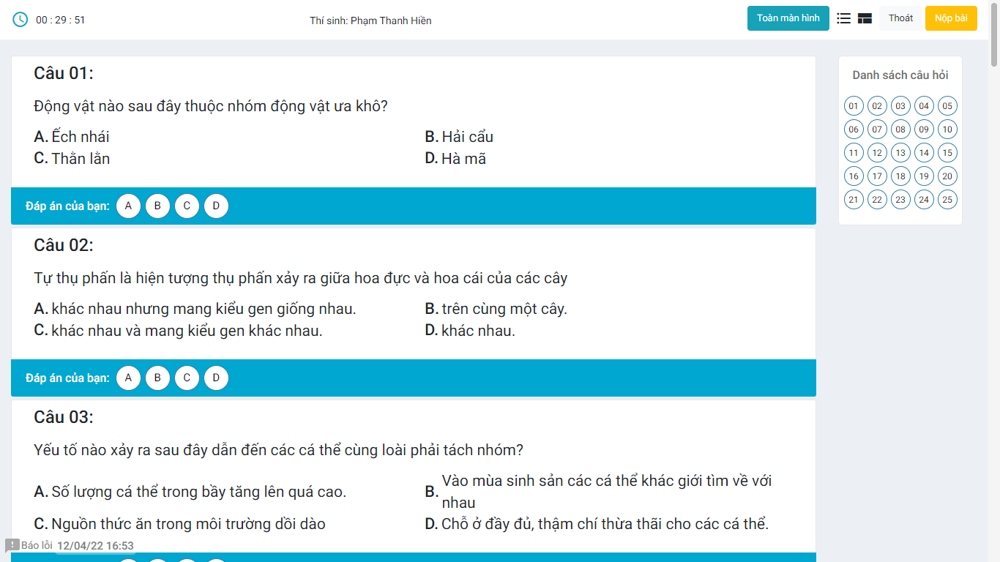 00 : 29 : 51
Thí sinh: Phạm Thanh Hiền
Toàn màn hình
Thoát
Nộp bài
Câu 01:
Động vật nào sau đây thuộc nhóm động vật ưa khô?
A. Ếch nhái
B. Hải cẩu
C. Thằn lằn
D. Hà mã
Đáp án của bạn: A B C D
Câu 02:
Tự thụ phấn là hiện tượng thụ phấn xảy ra giữa hoa đực và hoa cái của các cây
A. khác nhau nhưng mang kiểu gen giống nhau.
B. trên cùng một cây.
C. khác nhau và mang kiểu gen khác nhau.
D. khác nhau.
Đáp án của bạn: A B C D
Câu 03:
Yếu tố nào xảy ra sau đây dẫn đến các cá thể cùng loài phải tách nhóm?
A. Số lượng cá thể trong bầy tăng lên quá cao.
B. Vào mùa sinh sản các cá thể khác giới tìm về với
nhau
C. Nguồn thức ăn trong môi trường dồi dào
D. Chỗ ở đầy đủ, thậm chí thừa thãi cho các cá thể.
Báo lỗi 12/04/22 16:53
Danh sách câu hỏi
01 02 03 04 05
06 07 08 09 10
11 12 13 14 15
16 17 18 19 20
21 22 23 24 25